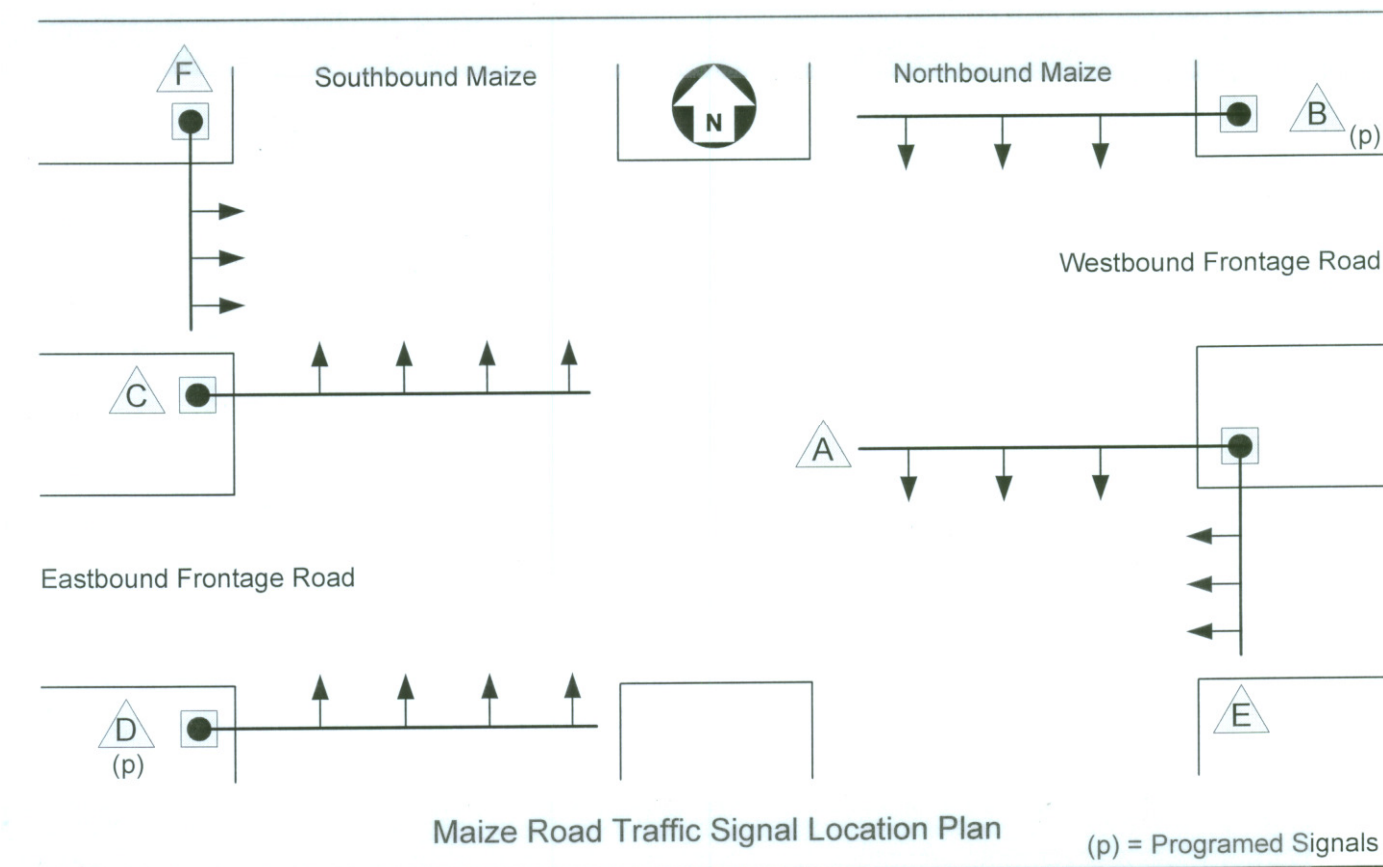 F
Southbound Maize
N
Northbound Maize
B
(p)
Westbound Frontage Road
C
A
Eastbound Frontage Road
D
(p)
E
Maize Road Traffic Signal Location Plan
(p) = Programed Signals